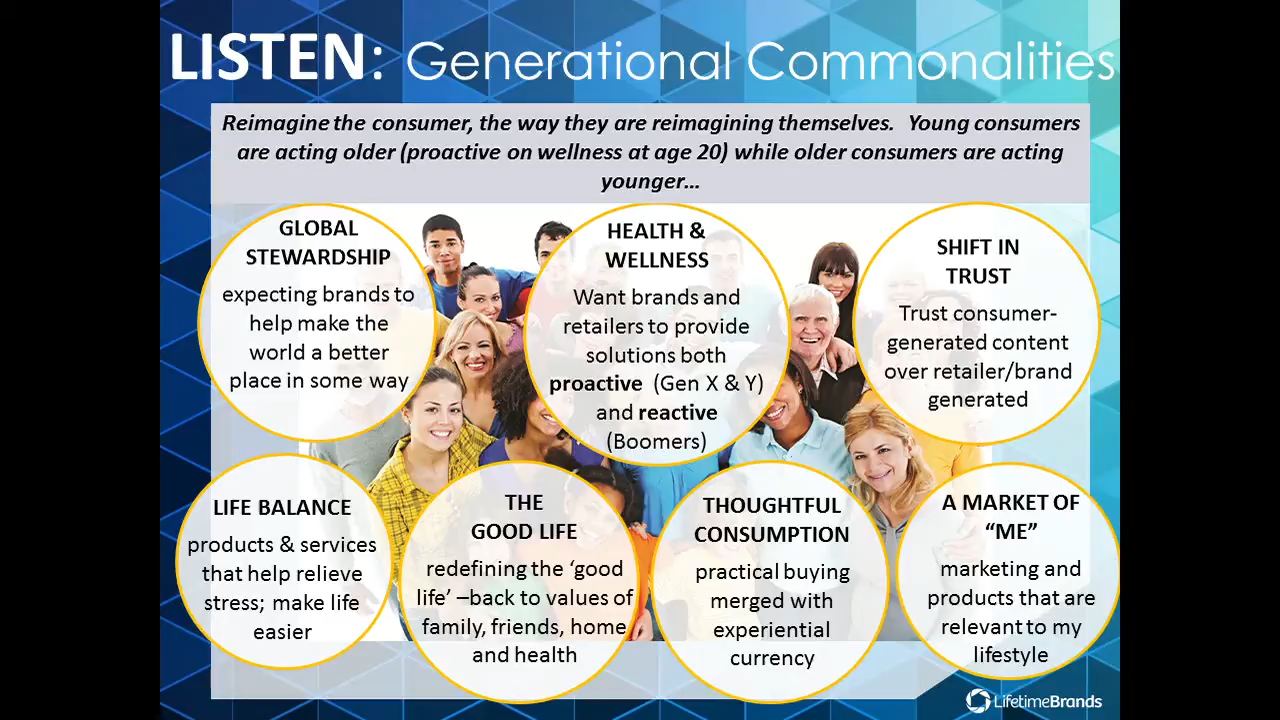 LISTEN: Generational Commonalities
Reimagine the consumer, the way they are reimagining themselves. Young consumers
are acting older (proactive on wellness at age 20) while older consumers are acting
younger…
GLOBAL
STEWARDSHIP
expecting brands to
help make the
world a better
place in some way
HEALTH &
WELLNESS
Want brands and
retailers to provide
solutions both
proactive (Gen X & Y)
and reactive
(Boomers)
SHIFT IN
TRUST
Trust consumer-
generated content
over retailer/brand
generated
LIFE BALANCE
products & services
that help relieve
stress; make life
easier
THE
GOOD LIFE
redefining the ‘good
life’ –back to values of
family, friends, home
and health
THOUGHTFUL
CONSUMPTION
practical buying
merged with
experiential
currency
A MARKET OF
“ME”
marketing and
products that are
relevant to my
lifestyle
LifetimeBrands